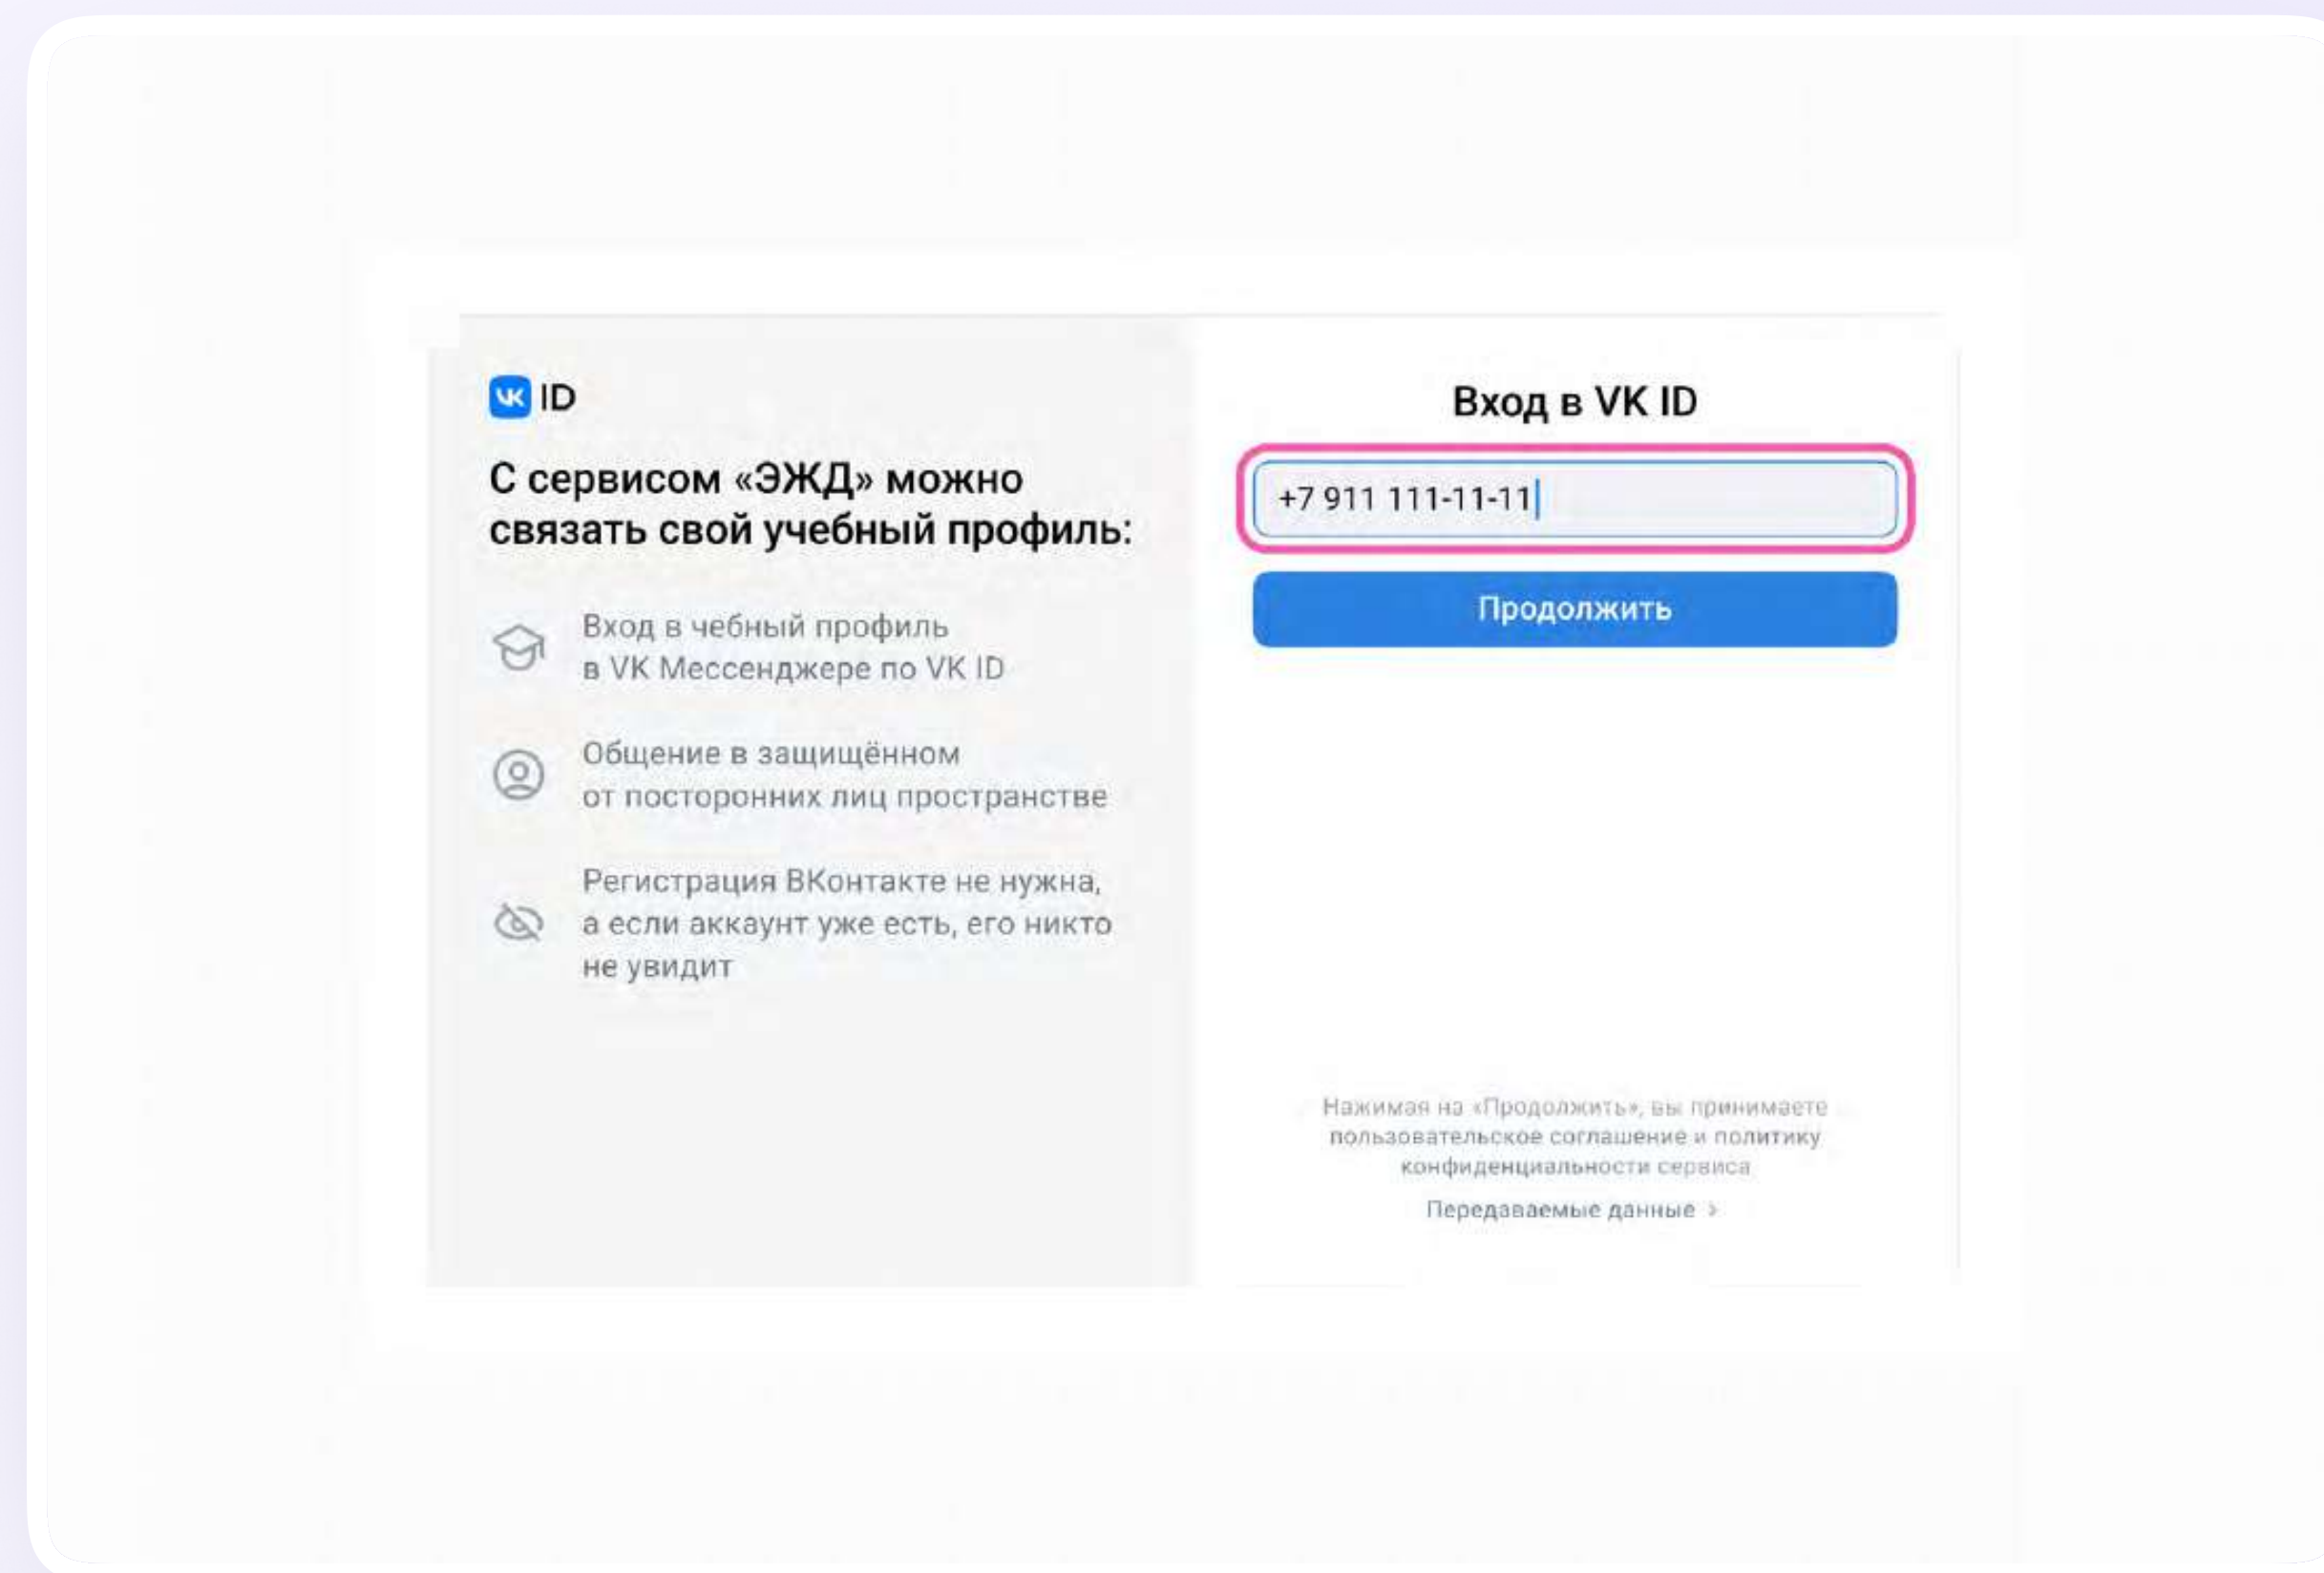 VK ID
С сервисом «ЭЖД» можно
связать свой учебный профиль:
Вход в чебный профиль
в VK Мессенджере по VK ID
Общение в защищённом
от посторонних лиц пространстве
Регистрация ВКонтакте не нужна,
а если аккаунт уже есть, его никто
не увидит
Вход в VK ID
+7 911 111-11-11
Продолжить
Нажимая на «Продолжить», вы принимаете
пользовательское соглашение и политику
конфиденциальности сервиса
Передаваемые данные >